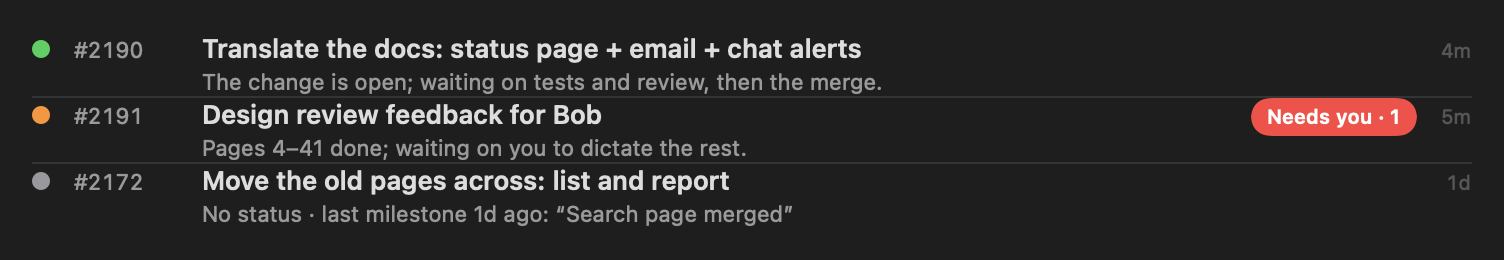 #2190 Translate the docs: status page + email + chat alerts 4m
The change is open; waiting on tests and review, then the merge.
#2191 Design review feedback for Bob Needs you · 1 5m
Pages 4–41 done; waiting on you to dictate the rest.
#2172 Move the old pages across: list and report 1d
No status · last milestone 1d ago: “Search page merged”